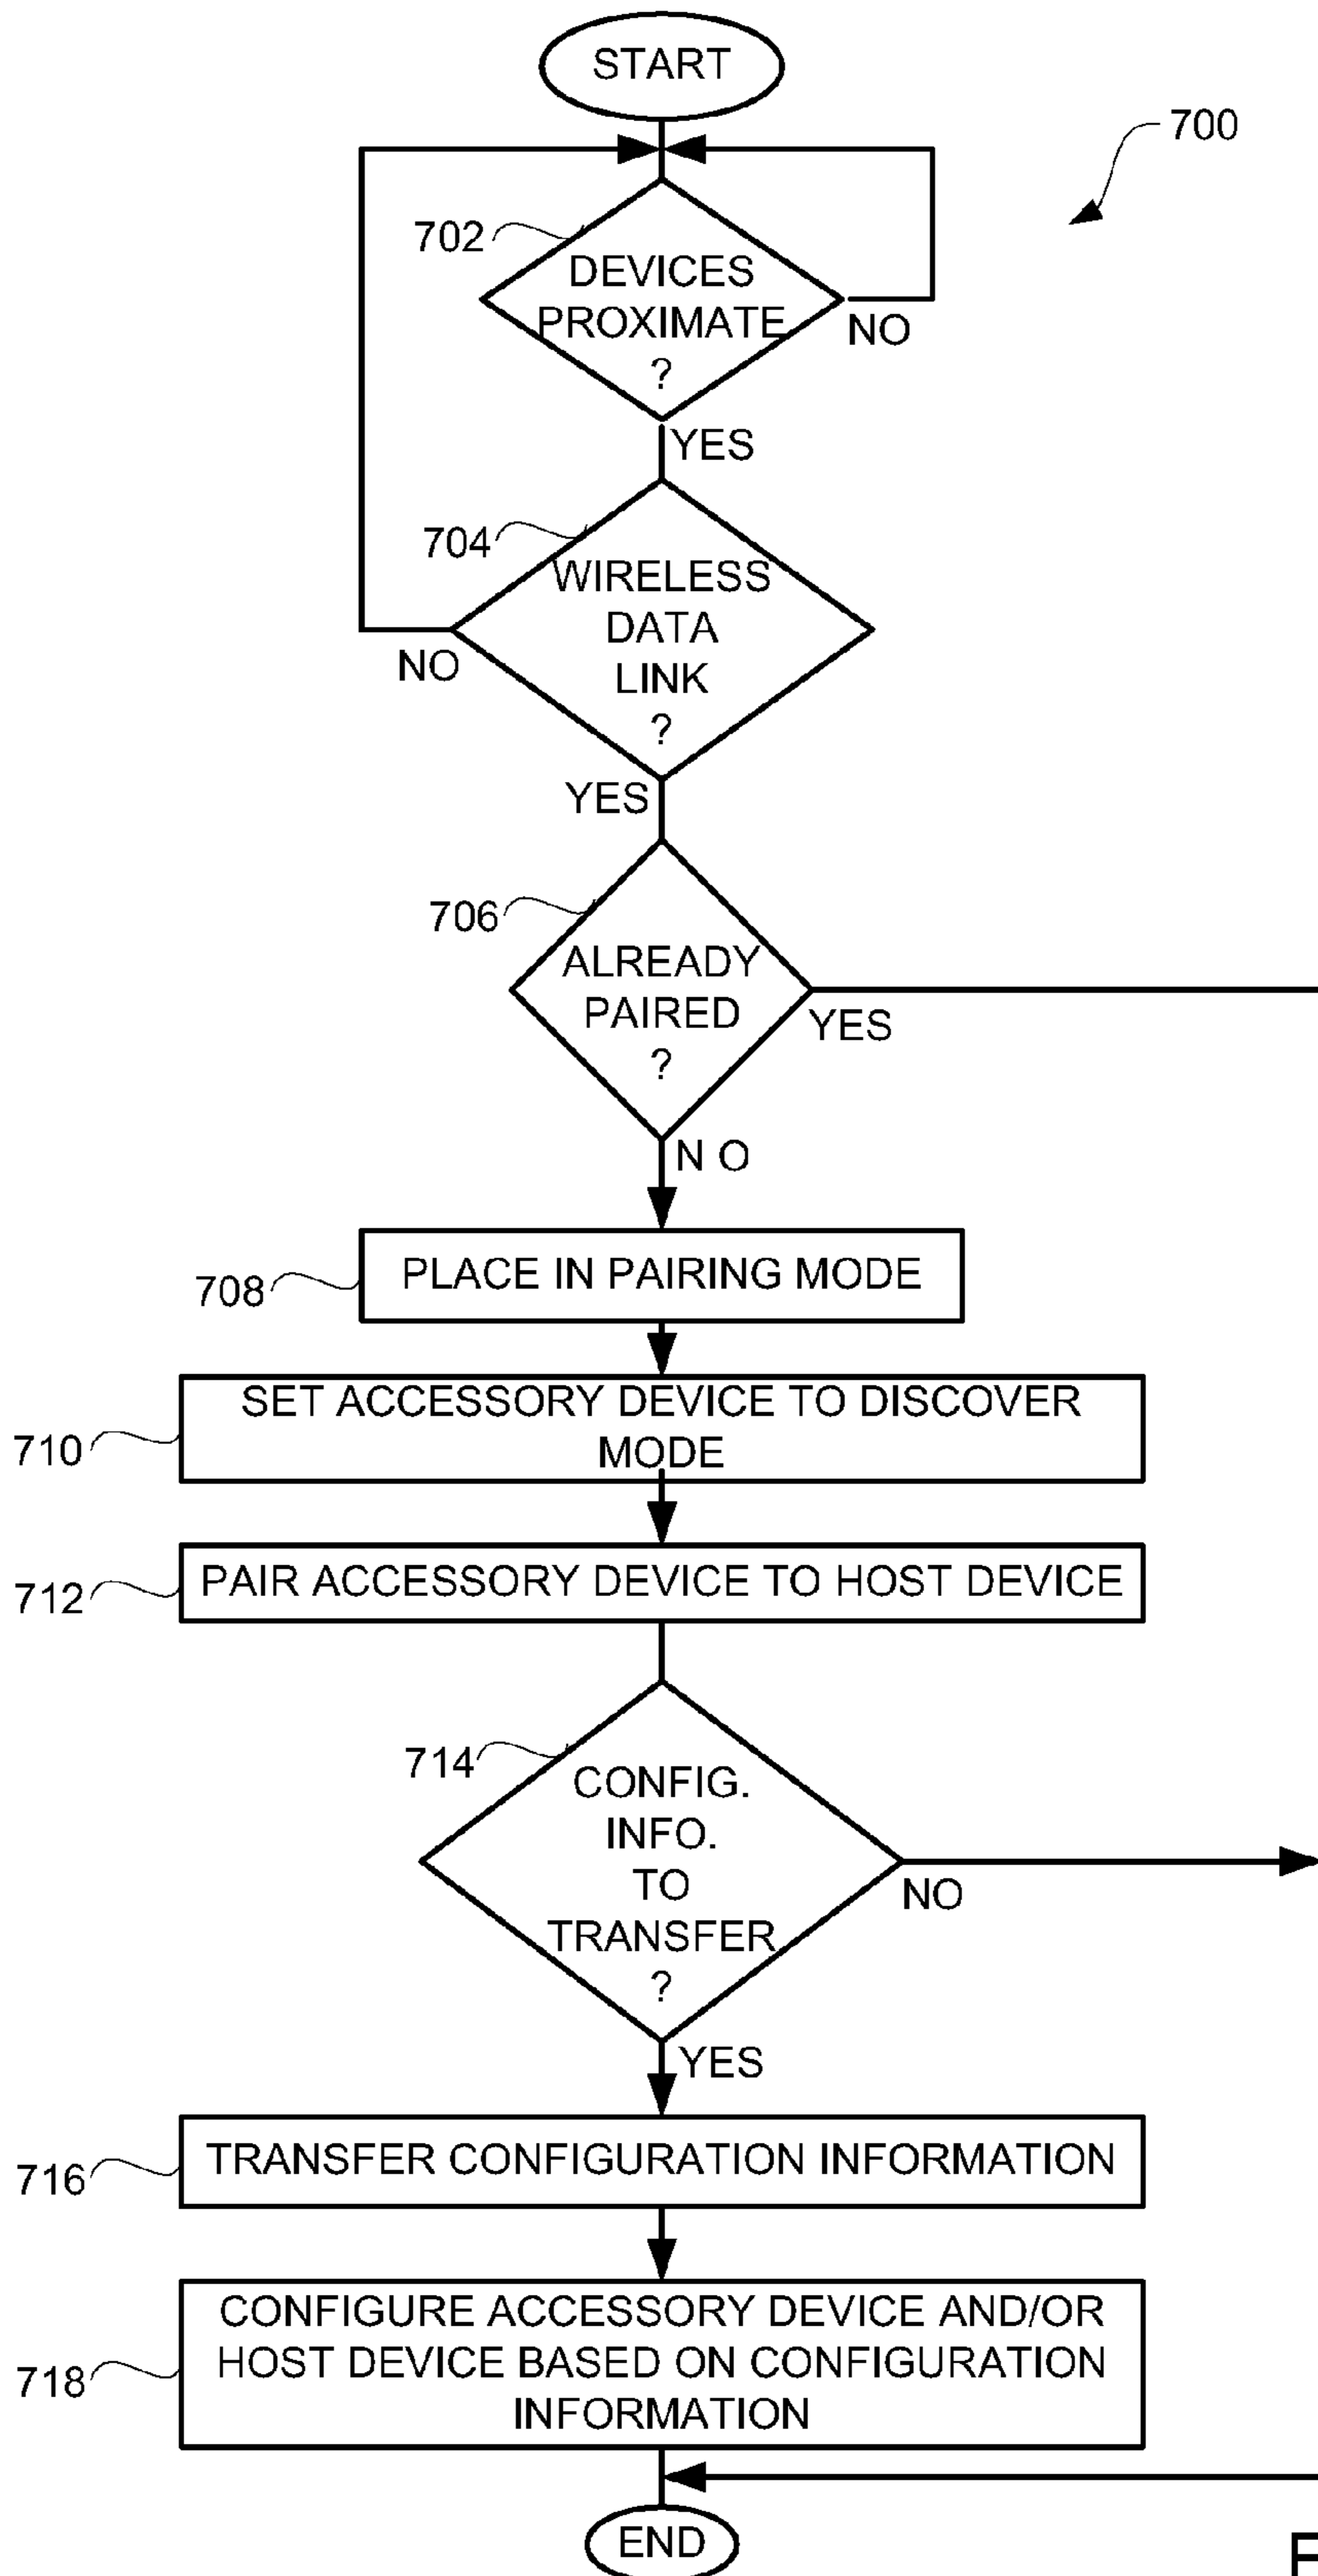 START
700
702
DEVICES
PROXIMATE
?
NO
YES
704
WIRELESS
DATA
LINK
?
NO
YES
706
ALREADY
PAIRED
?
YES
N O
708
PLACE IN PAIRING MODE
SET ACCESSORY DEVICE TO DISCOVER
MODE
710
PAIR ACCESSORY DEVICE TO HOST DEVICE
712
714
CONFIG.
INFO.
TO
TRANSFER
?
NO
YES
TRANSFER CONFIGURATION INFORMATION
716
CONFIGURE ACCESSORY DEVICE AND/OR
HOST DEVICE BASED ON CONFIGURATION
INFORMATION
718
END